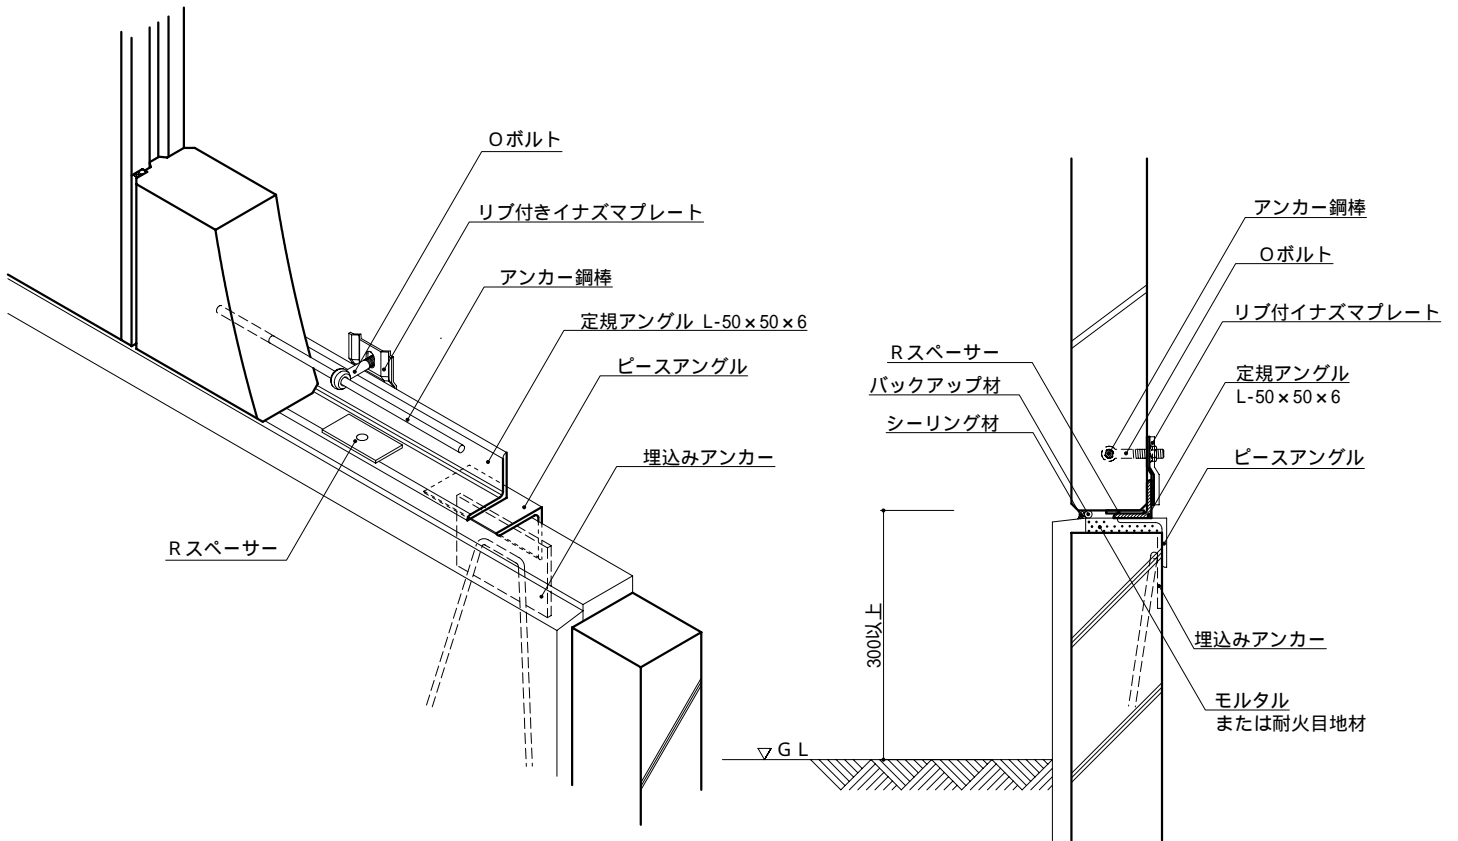 Oボルト
リブ付きイナズマプレート
アンカー鋼棒
定規アングル L-50×50×6
ピースアングル
埋込みアンカー
Rスペーサー
アンカー鋼棒
Oボルト
リブ付イナズマプレート
Rスペーサー
バックアップ材
シーリング材
定規アングル
L-50×50×6
ピースアングル
300以上
埋込みアンカー
モルタル
または耐火目地材
GL